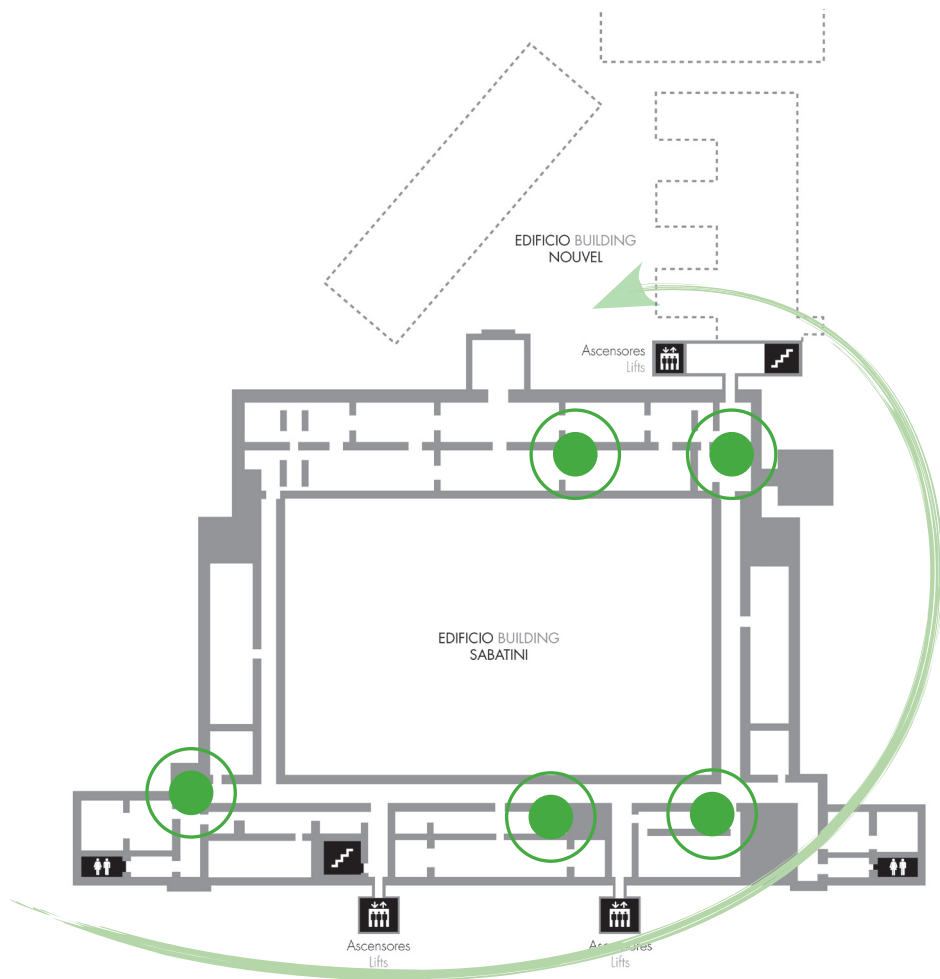 EDIFICIO BUILDING
NOUVEL
Ascensores
Lifts
EDIFICIO BUILDING
SABATINI
Ascensores
Lifts
Ascensores
Lifts